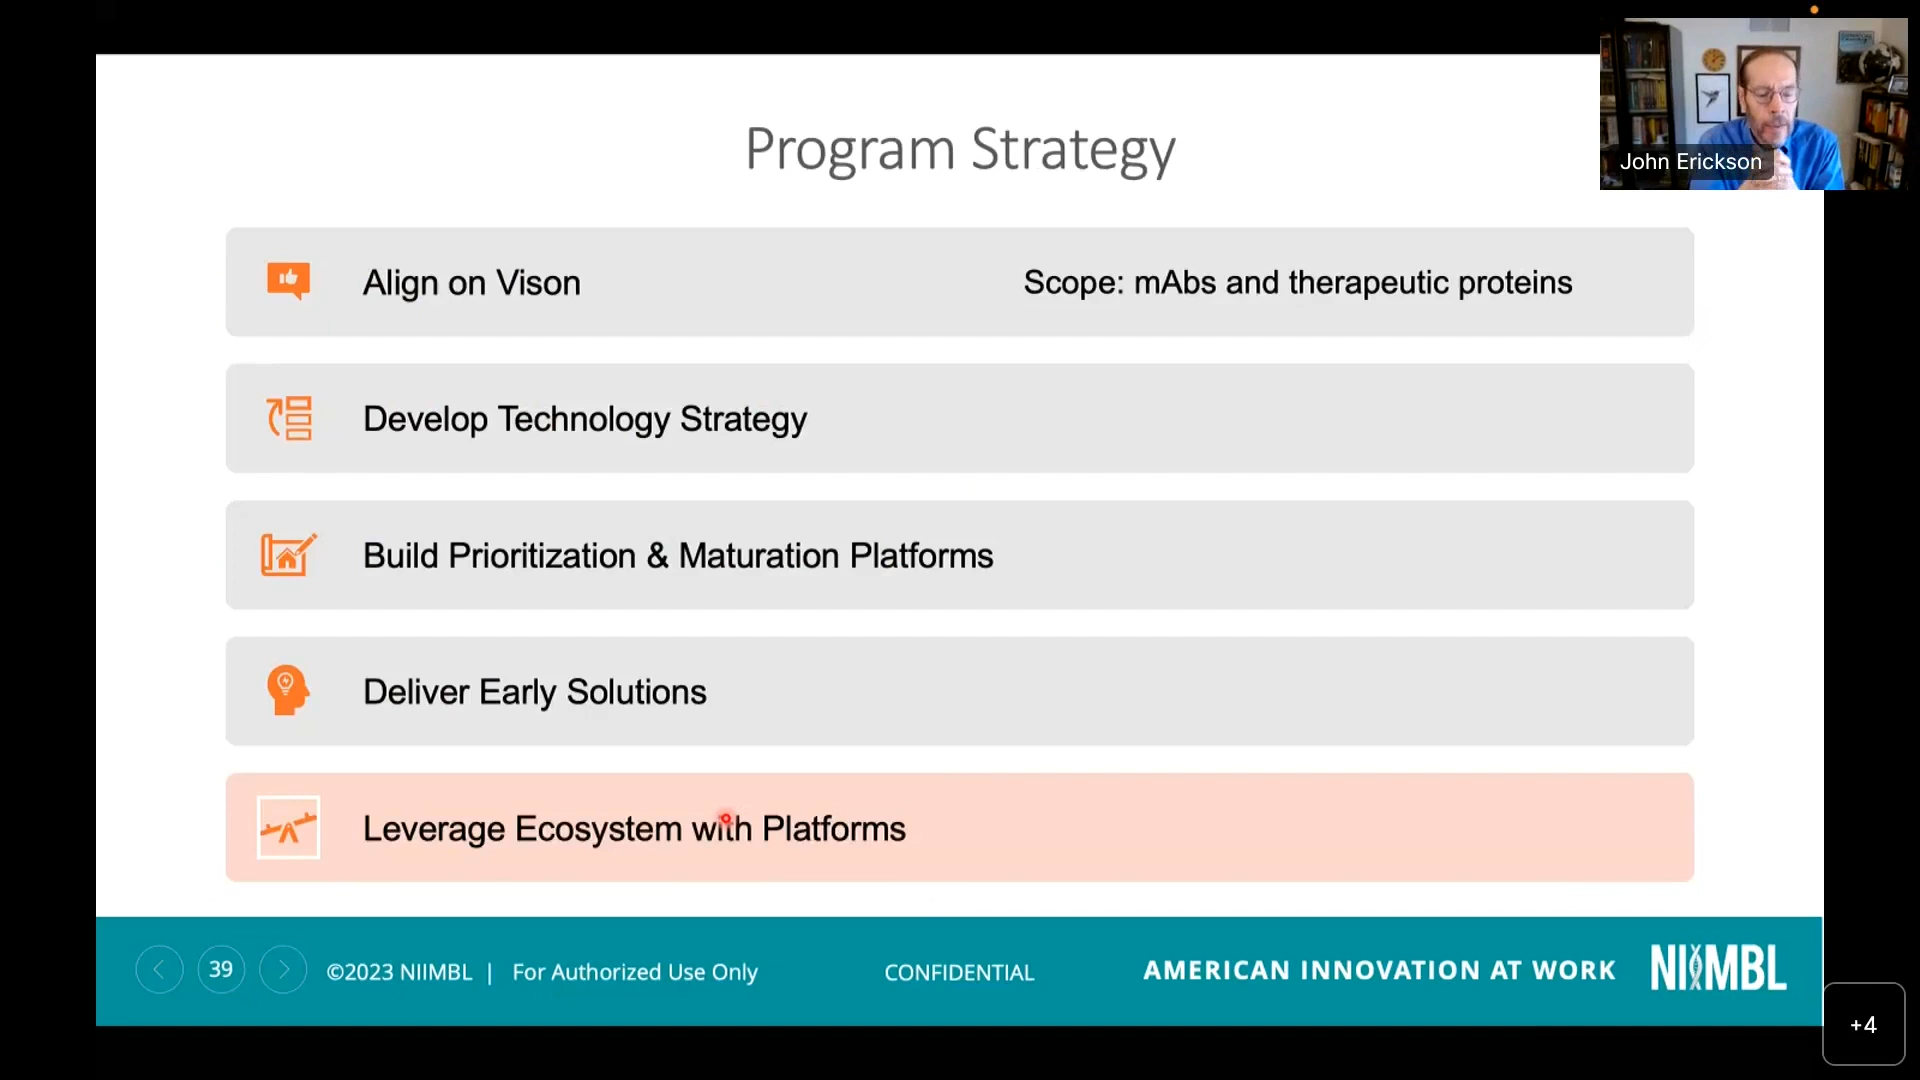 Program Strategy
John Erickson
Align on Vison
Scope: mAbs and therapeutic proteins
Develop Technology Strategy
Build Prioritization & Maturation Platforms
Deliver Early Solutions
Leverage Ecosystem with Platforms
39
©2023 NIIMBL | For Authorized Use Only
CONFIDENTIAL
AMERICAN INNOVATION AT WORK
NIIMBL
+4